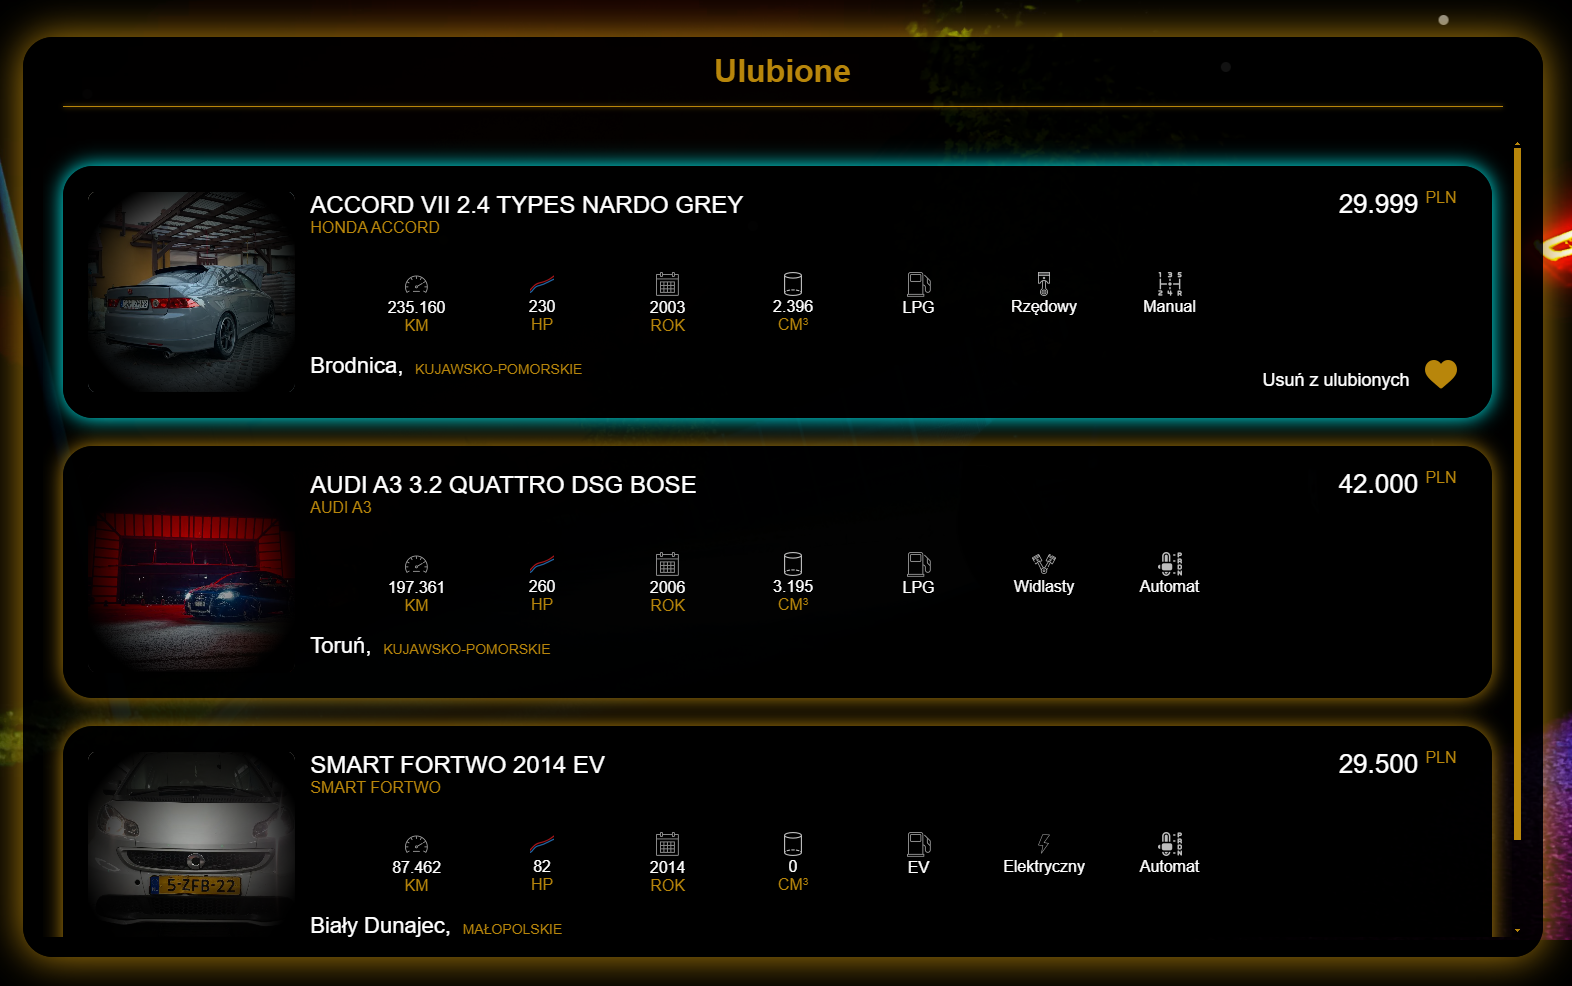 Ulubione
ACCORD VII 2.4 TYPES NARDO GREY
29.999 PLN
HONDA ACCORD
235.160 230 2003 2.396 LPG Rzędowy Manual
KM HP ROK CM³
Brodnica, KUJAWSKO-POMORSKIE
Usuń z ulubionych
AUDI A3 3.2 QUATTRO DSG BOSE
42.000 PLN
AUDI A3
197.361 260 2006 3.195 LPG Widlasty Automat
KM HP ROK CM³
Toruń, KUJAWSKO-POMORSKIE
SMART FORTWO 2014 EV
29.500 PLN
SMART FORTWO
87.462 82 2014 0 EV Elektryczny Automat
KM HP ROK CM³
5-ZFB-22
Biały Dunajec, MAŁOPOLSKIE